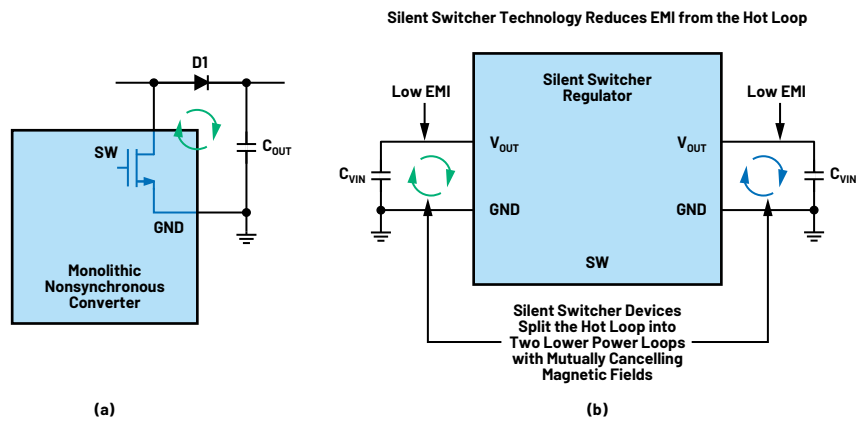 Silent Switcher Technology Reduces EMI from the Hot Loop
D1
SW
GND
COUT
Monolithic
Nonsynchronous
Converter
(a)
Silent Switcher
Regulator
Low EMI
Low EMI
VOUT
VOUT
CVIN
CVIN
GND
GND
SW
Silent Switcher Devices
Split the Hot Loop into
Two Lower Power Loops
with Mutually Cancelling
Magnetic Fields
(b)